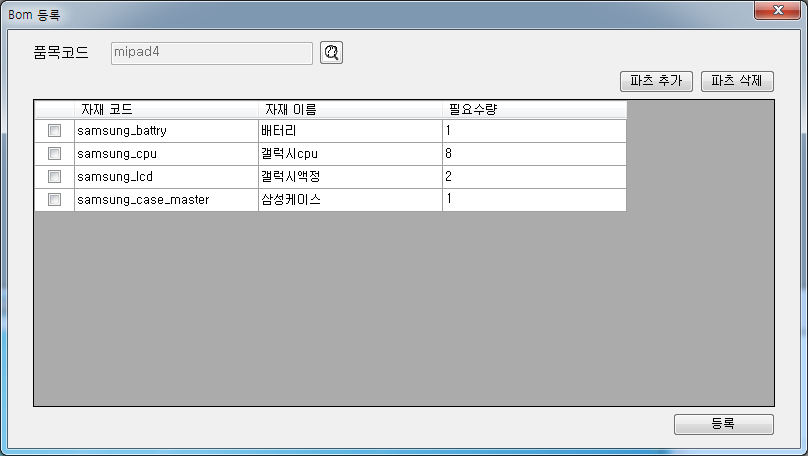 Bom 등록
품목코드 mipad4
파츠 추가 파츠 삭제
자재 코드 자재 이름 필요수량
samsung_battry 배터리 1
samsung_cpu 갤럭시cpu 8
samsung_lcd 갤럭시액정 2
samsung_case_master 삼성케이스 1
등록